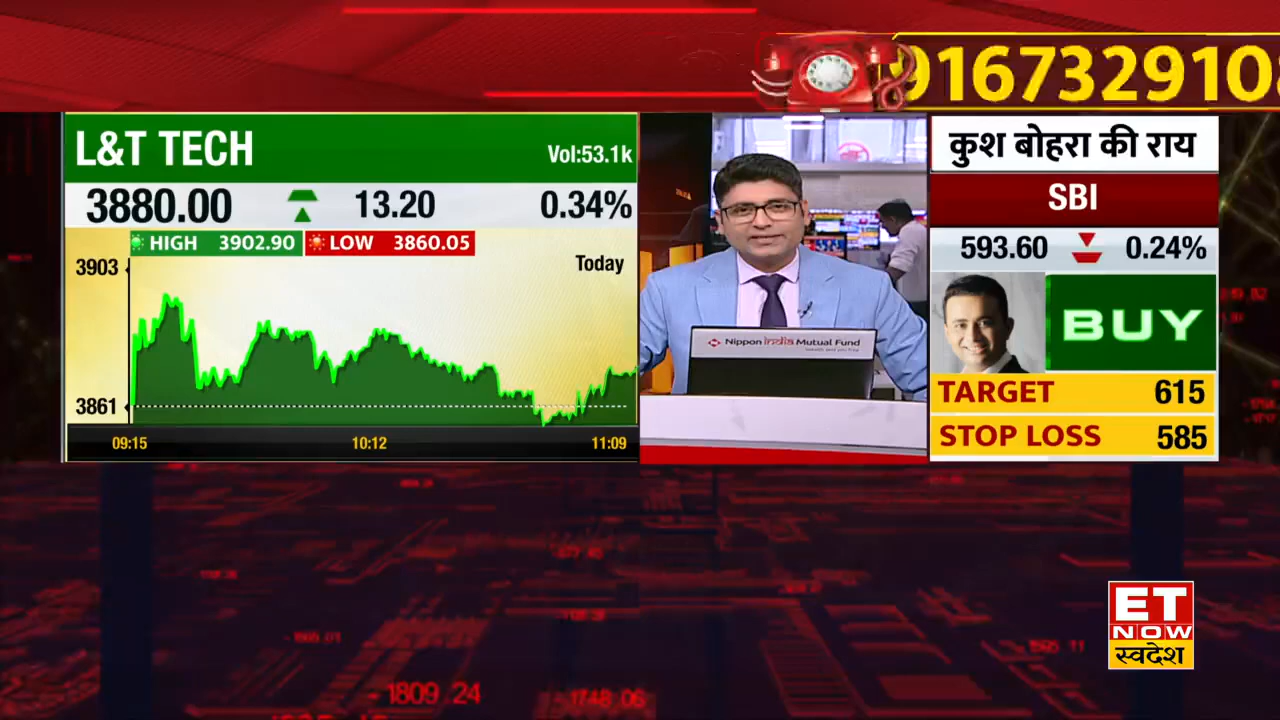 9167329108
L&T TECH
Vol:53.1k
3880.00 13.20 0.34%
HIGH 3902.90 LOW 3860.05
Today
3903
3861
09:15 10:12 11:09
Nippon india Mutual Fund
कुश बोहरा की राय
SBI
593.60 0.24%
BUY
TARGET 615
STOP LOSS 585
ET
NOW
स्वदेश
1809.24
1748.06